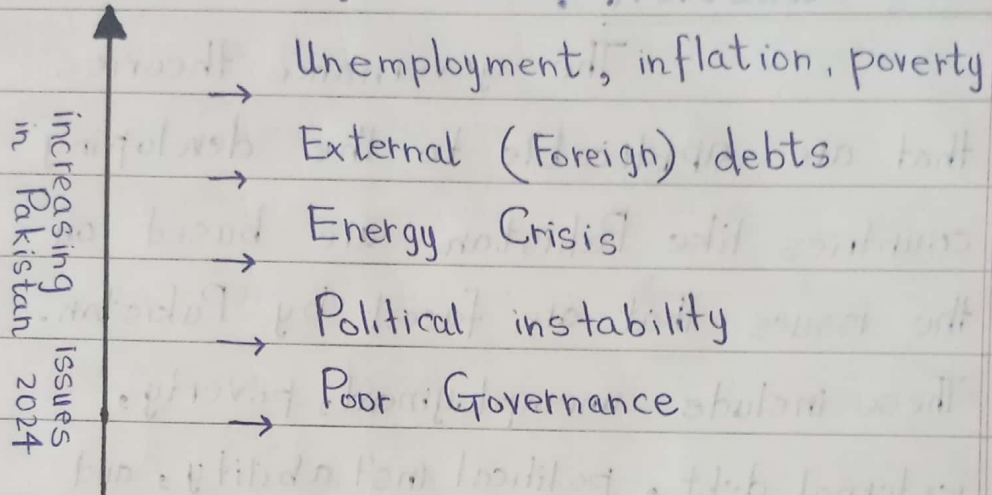 Unemployment, inflation, poverty
External (Foreign) debts
Energy Crisis
Political instability
Poor Governance
increasing issues
in Pakistan 2024